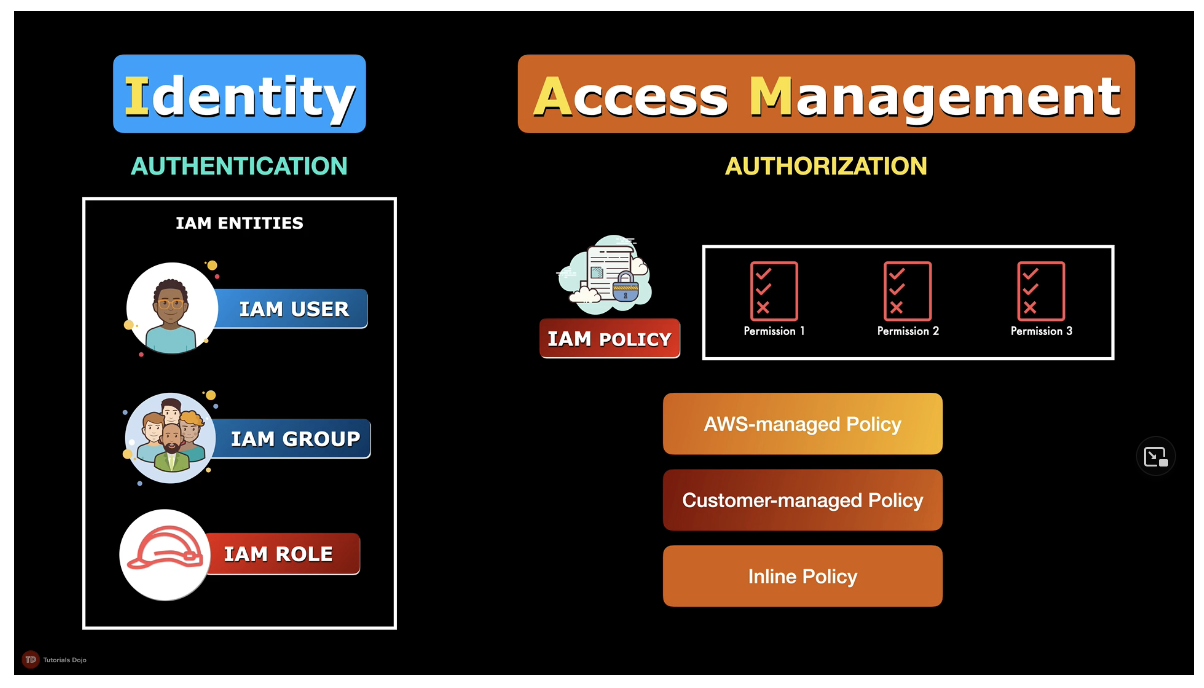 Identity
AUTHENTICATION
IAM ENTITIES
IAM USER
IAM GROUP
IAM ROLE
Access Management
AUTHORIZATION
IAM POLICY
Permission 1
Permission 2
Permission 3
AWS-managed Policy
Customer-managed Policy
Inline Policy
TD
Tutorials Dojo